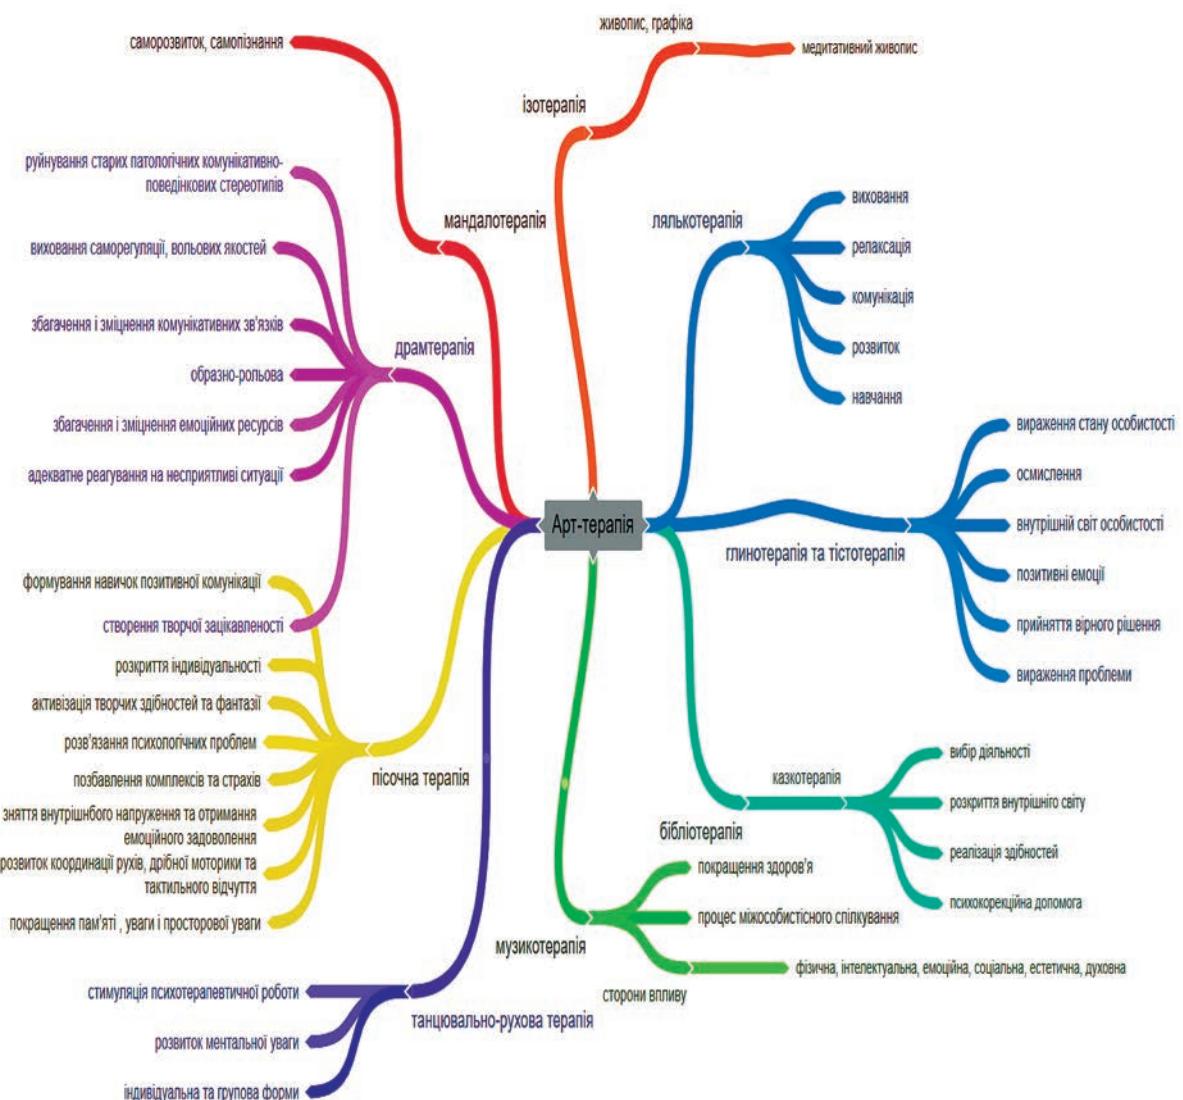 живопис, графіка
медитативний живопис
саморозвиток, самопізнання
ізотерапія
руйнування старих патологічних комунікативно-
поведінкових стереотипів
мандалотерапія
лялькотерапія
виховання
релаксація
комунікація
розвиток
навчання
виховання саморегуляції, вольових якостей
збагачення і зміцнення комунікативних зв'язків
драмтерапія
образно-рольова
збагачення і зміцнення емоційних ресурсів
адекватне реагування на несприятливі ситуації
створення творчої зацікавленості
Арт-терапія
вираження стану особистості
осмислення
внутрішній світ особистості
глинотерапія та тістотерапія
позитивні емоції
прийняття вірного рішення
вираження проблеми
формування навичок позитивної комунікації
розкриття індивідуальності
активізація творчих здібностей та фантазії
розв'язання психологічних проблем
пісочна терапія
позбавлення комплексів та страхів
зняття внутрішнбого напруження та отримання
емоційного задоволення
розвиток координації рухів, дрібної моторики та
тактильного відчуття
покращення пам'яті , уваги і просторової уваги
казкотерапія
бібліотерапія
вибір діяльності
розкриття внутрішніго світу
реалізація здібностей
психокорекційна допомога
покращення здоров'я
процес міжособистісного спілкування
музикотерапія
фізична, інтелектуальна, емоційна, соціальна, естетична, духовна
сторони впливу
стимуляція психотерапевтичної роботи
танцювально-рухова терапія
розвиток ментальної уваги
індивідуальна та групова форми